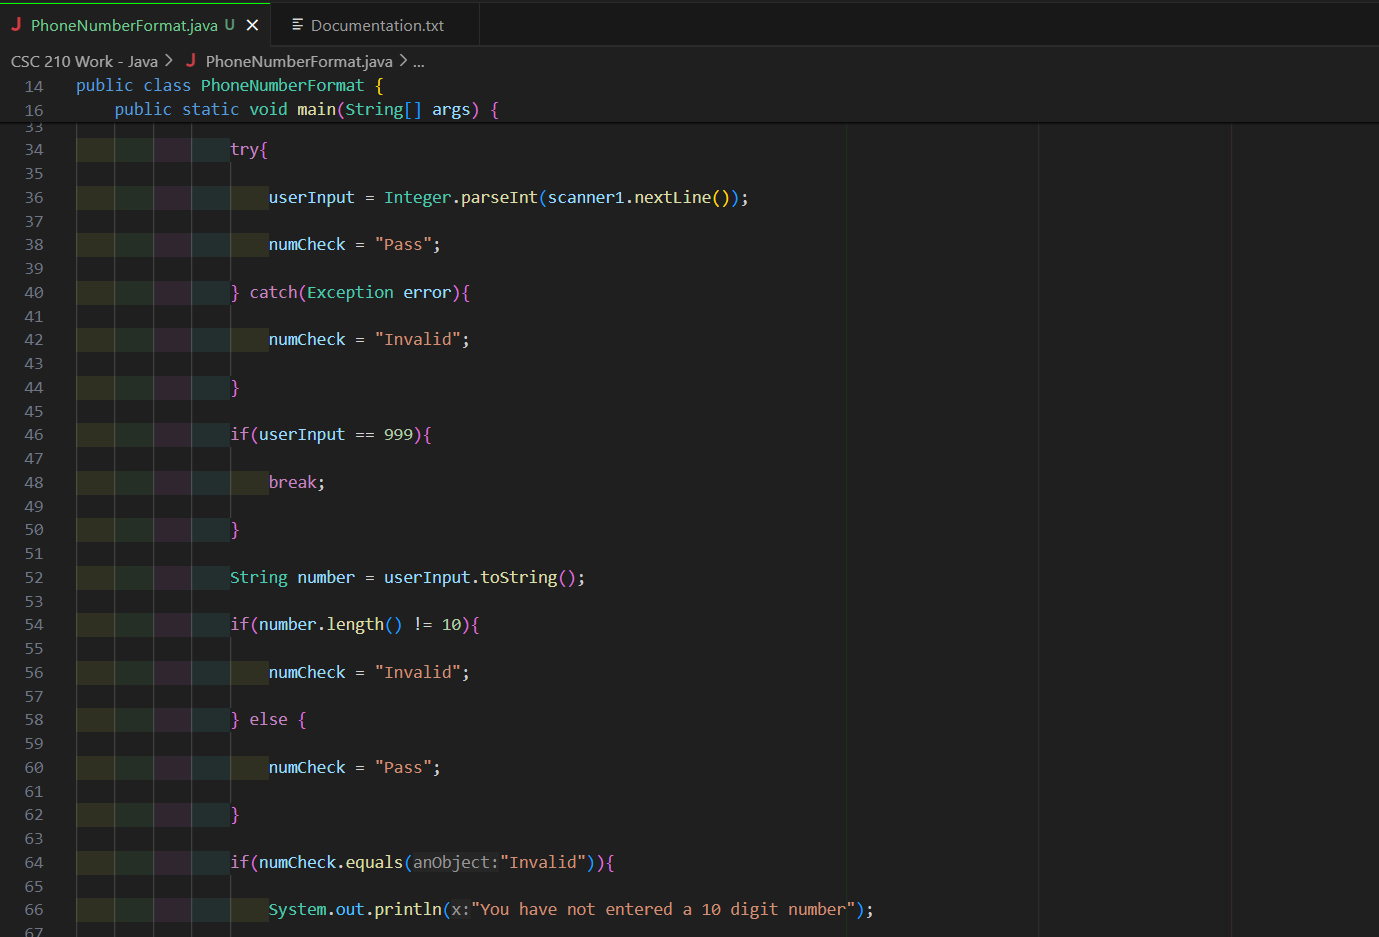 J PhoneNumberFormat.java U ×
Documentation.txt
CSC 210 Work - Java > J PhoneNumberFormat.java > ...
14 public class PhoneNumberFormat {
16 public static void main(String[] args) {
33
34 try{
35
36 userInput = Integer.parseInt(scanner1.nextLine());
37
38 numCheck = "Pass";
39
40 } catch(Exception error){
41
42 numCheck = "Invalid";
43
44 }
45
46 if(userInput == 999){
47
48 break;
49
50 }
51
52 String number = userInput.toString();
53
54 if(number.length() != 10){
55
56 numCheck = "Invalid";
57
58 } else {
59
60 numCheck = "Pass";
61
62 }
63
64 if(numCheck.equals(anObject:"Invalid")){
65
66 System.out.println(x:"You have not entered a 10 digit number");
67